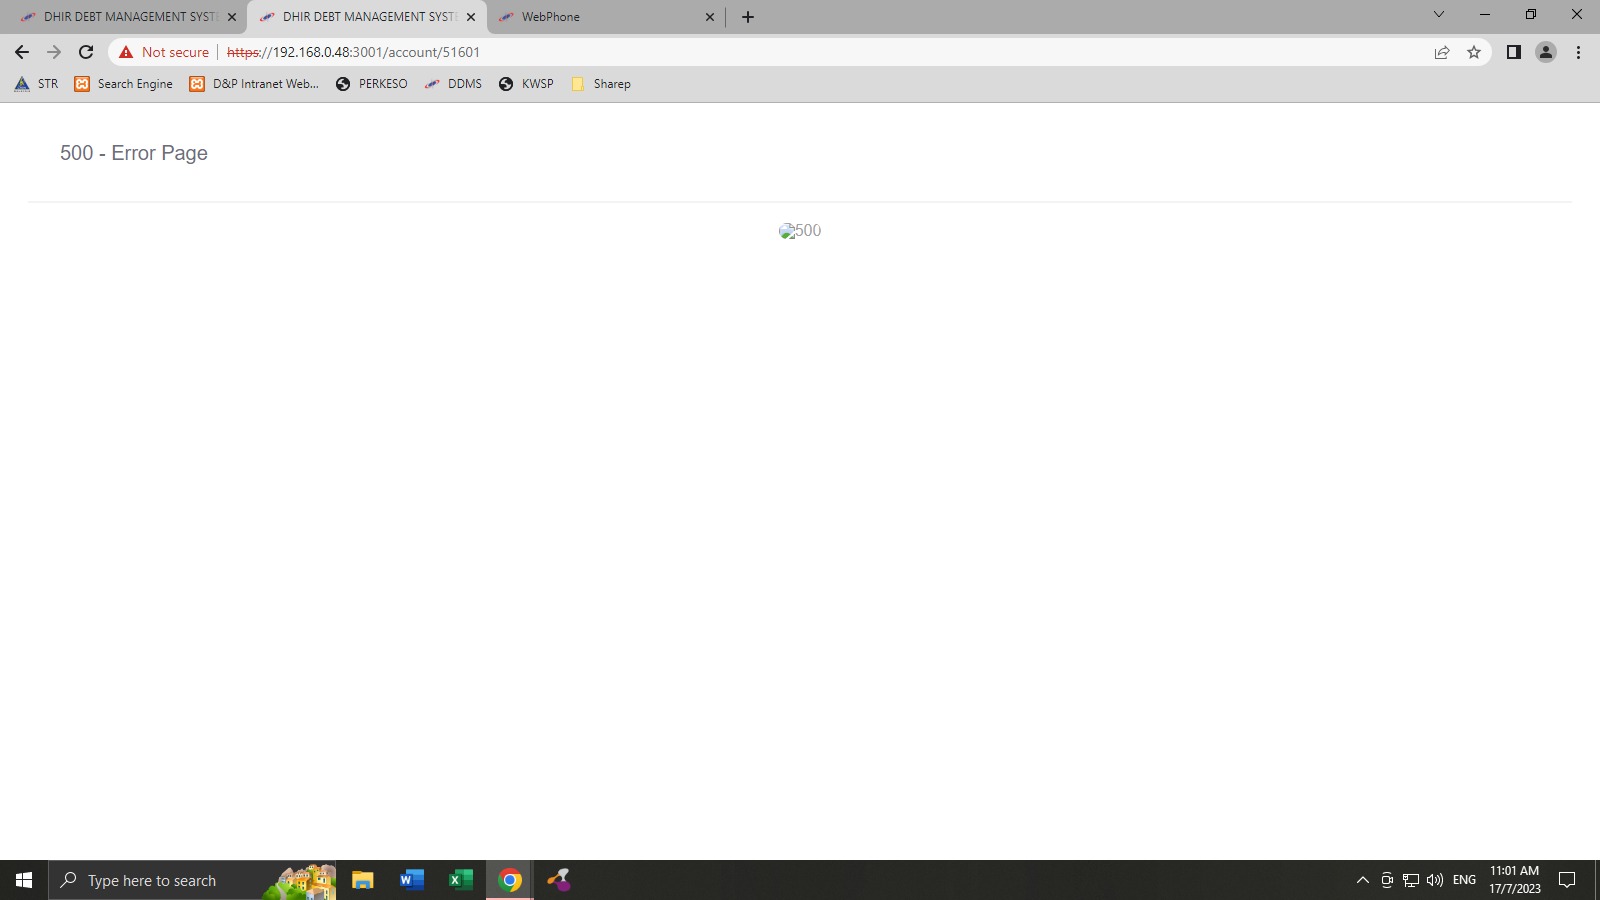 DHIR DEBT MANAGEMENT SYSTE
DHIR DEBT MANAGEMENT SYSTE
WebPhone
Not secure
https://192.168.0.48:3001/account/51601
STR
Search Engine
D&P Intranet Web...
PERKESO
DDMS
KWSP
Sharep
500 - Error Page
500
Type here to search
ENG
11:01 AM
17/7/2023